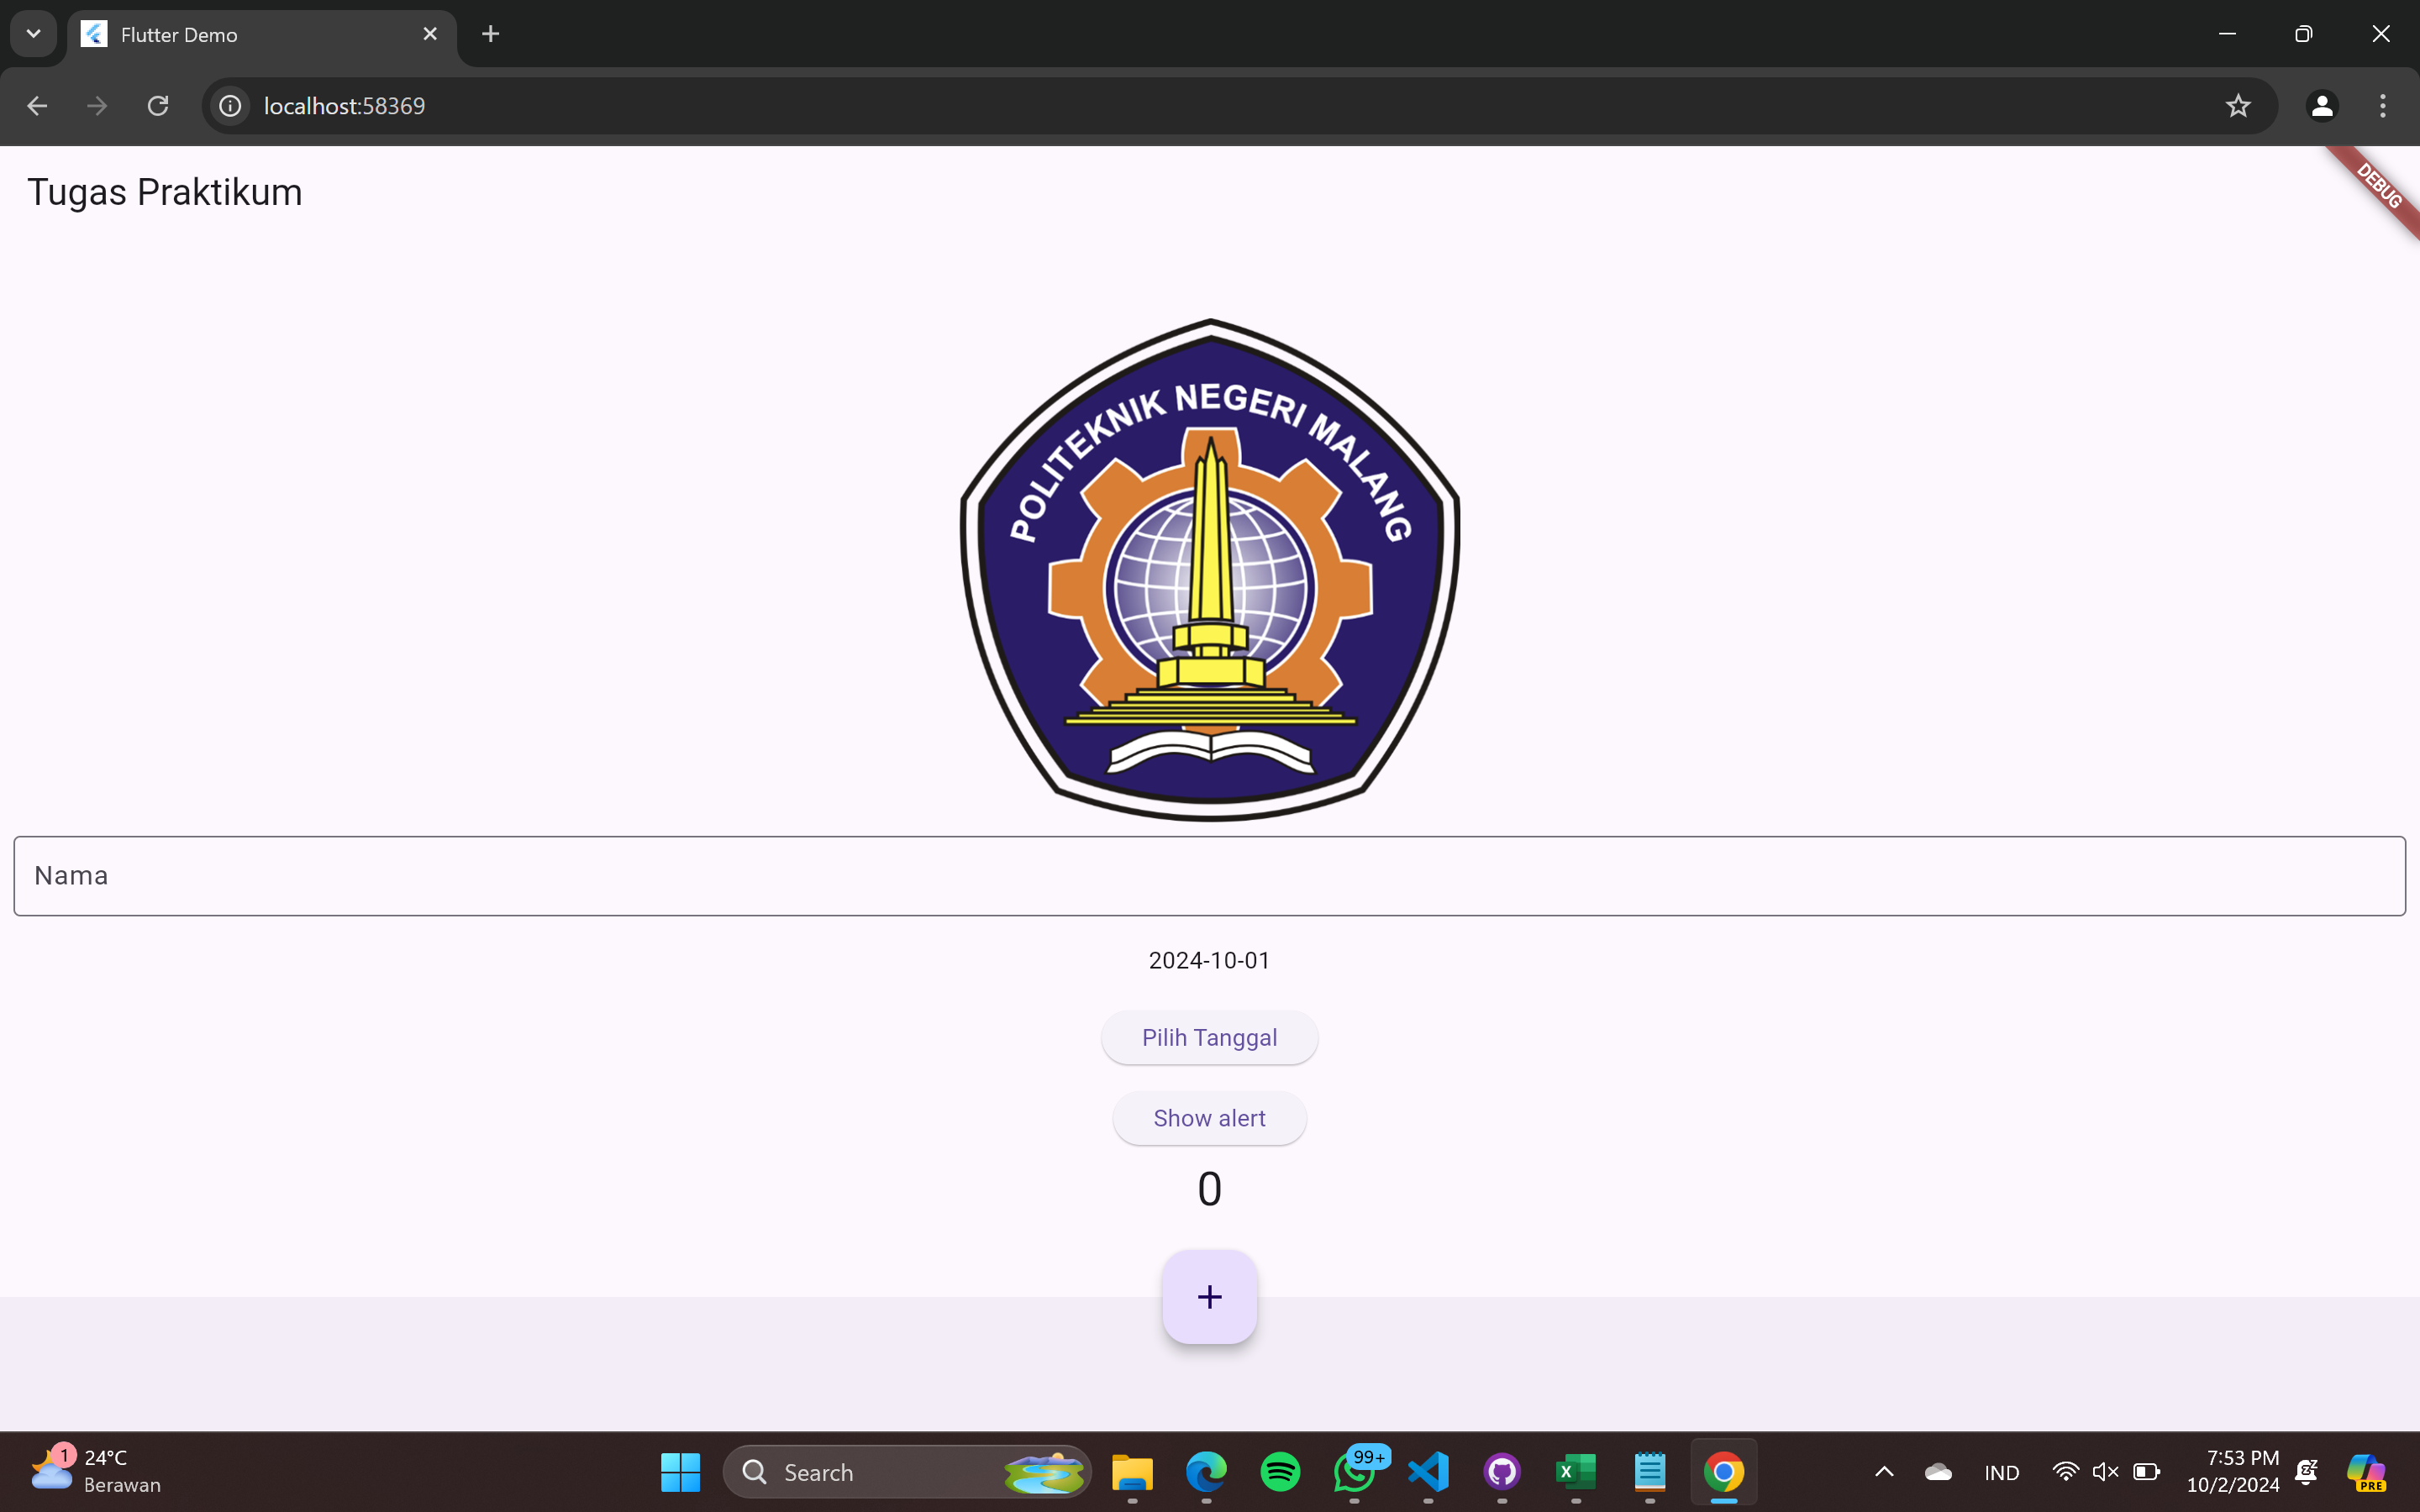 Flutter Demo
localhost:58369
Tugas Praktikum
DEBUG
POLITEKNIK NEGERI MALANG
Nama
2024-10-01
Pilih Tanggal
Show alert
0
+
1
24°C
Berawan
Search
99+
X
IND
7:53 PM
10/2/2024
PRE